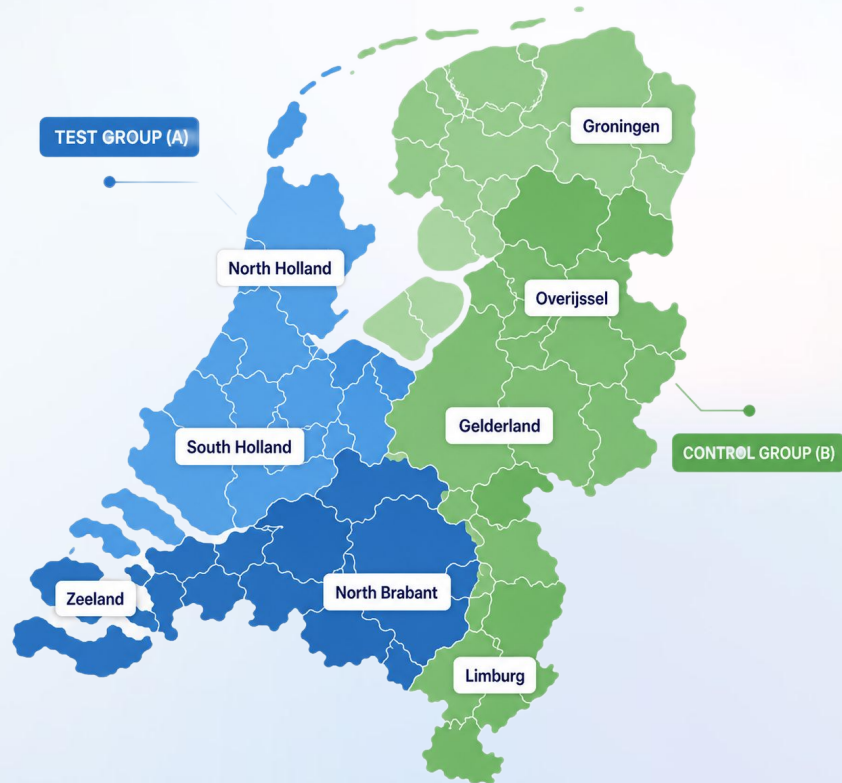 Groningen
TEST GROUP (A)
North Holland
Overijssel
Gelderland
South Holland
CONTROL GROUP (B)
North Brabant
Zeeland
Limburg